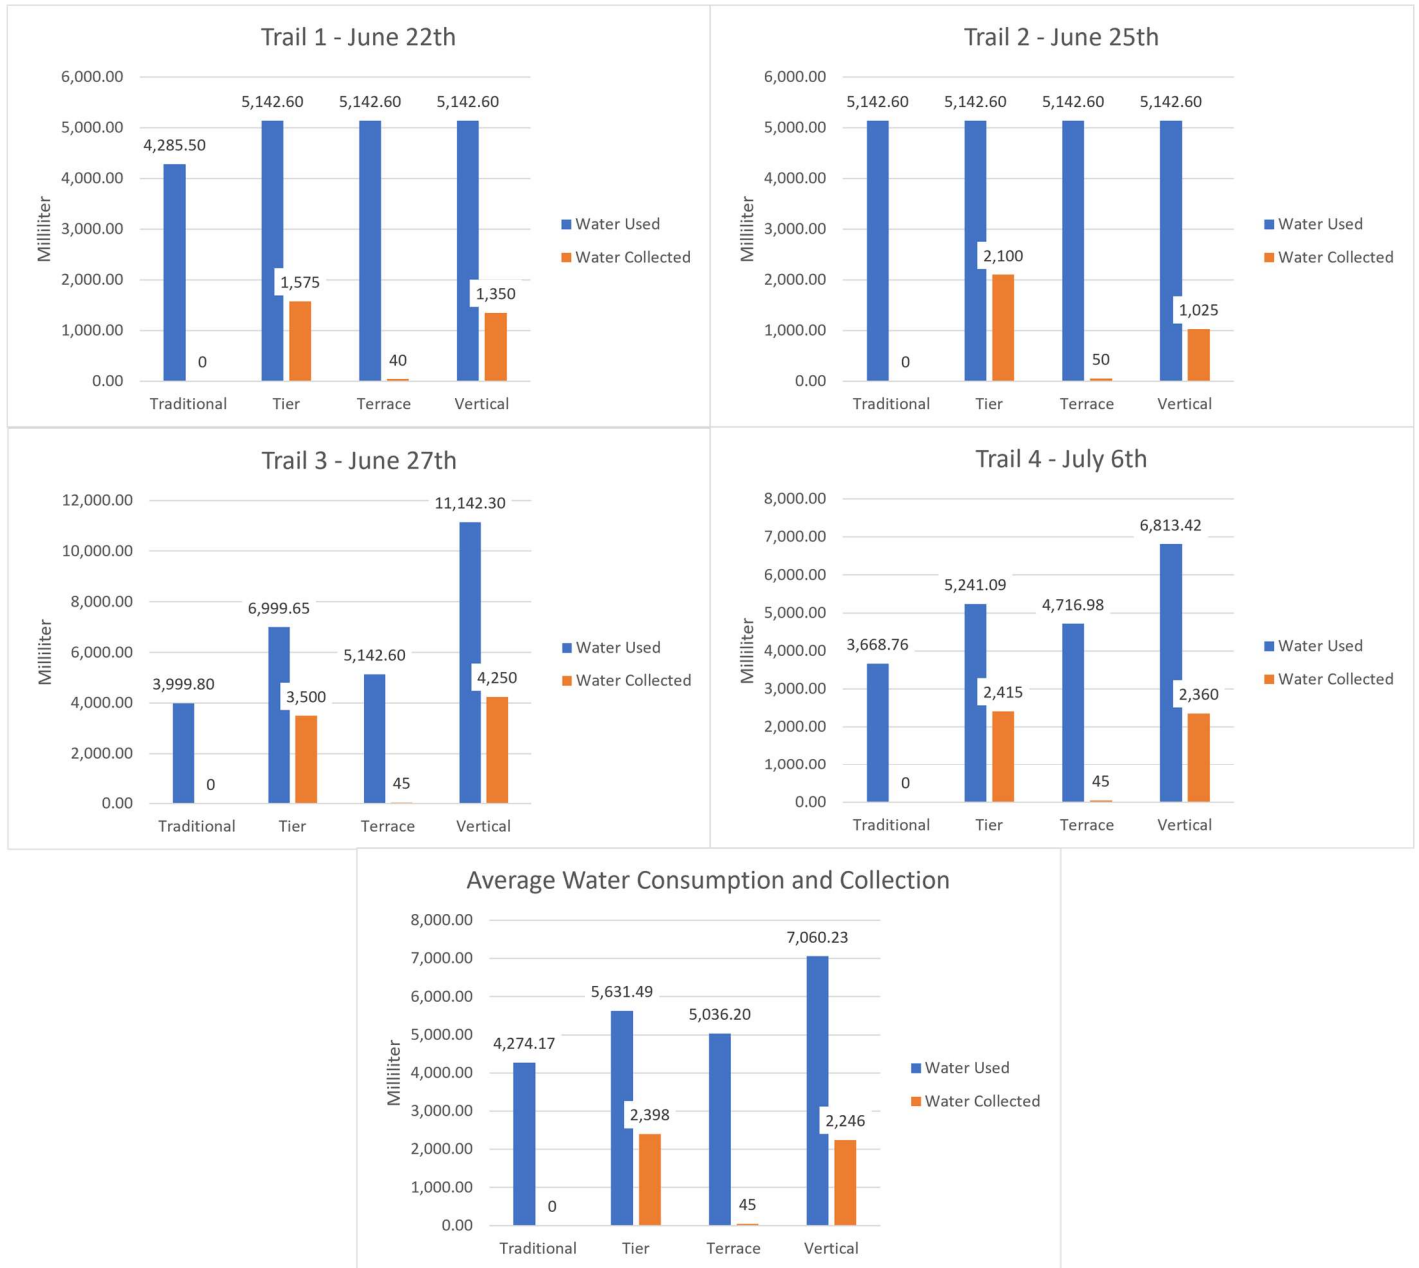 Trail 1 - June 22th
6,000.00
5,000.00
4,000.00
3,000.00
2,000.00
1,000.00
0.00
Milliliter
4,285.50
5,142.60
5,142.60
5,142.60
0
1,575
40
1,350
Traditional
Tier
Terrace
Vertical
Water Used
Water Collected
Trail 2 - June 25th
6,000.00
5,000.00
4,000.00
3,000.00
2,000.00
1,000.00
0.00
Milliliter
5,142.60
5,142.60
5,142.60
5,142.60
0
2,100
50
1,025
Traditional
Tier
Terrace
Vertical
Water Used
Water Collected
Trail 3 - June 27th
12,000.00
10,000.00
8,000.00
6,000.00
4,000.00
2,000.00
0.00
Milliliter
3,999.80
6,999.65
5,142.60
11,142.30
0
3,500
45
4,250
Traditional
Tier
Terrace
Vertical
Water Used
Water Collected
Trail 4 - July 6th
8,000.00
7,000.00
6,000.00
5,000.00
4,000.00
3,000.00
2,000.00
1,000.00
0.00
Milliliter
3,668.76
5,241.09
4,716.98
6,813.42
0
2,415
45
2,360
Traditional
Tier
Terrace
Vertical
Water Used
Water Collected
Average Water Consumption and Collection
8,000.00
7,000.00
6,000.00
5,000.00
4,000.00
3,000.00
2,000.00
1,000.00
0.00
Milliliter
4,274.17
5,631.49
5,036.20
7,060.23
0
2,398
45
2,246
Traditional
Tier
Terrace
Vertical
Water Used
Water Collected